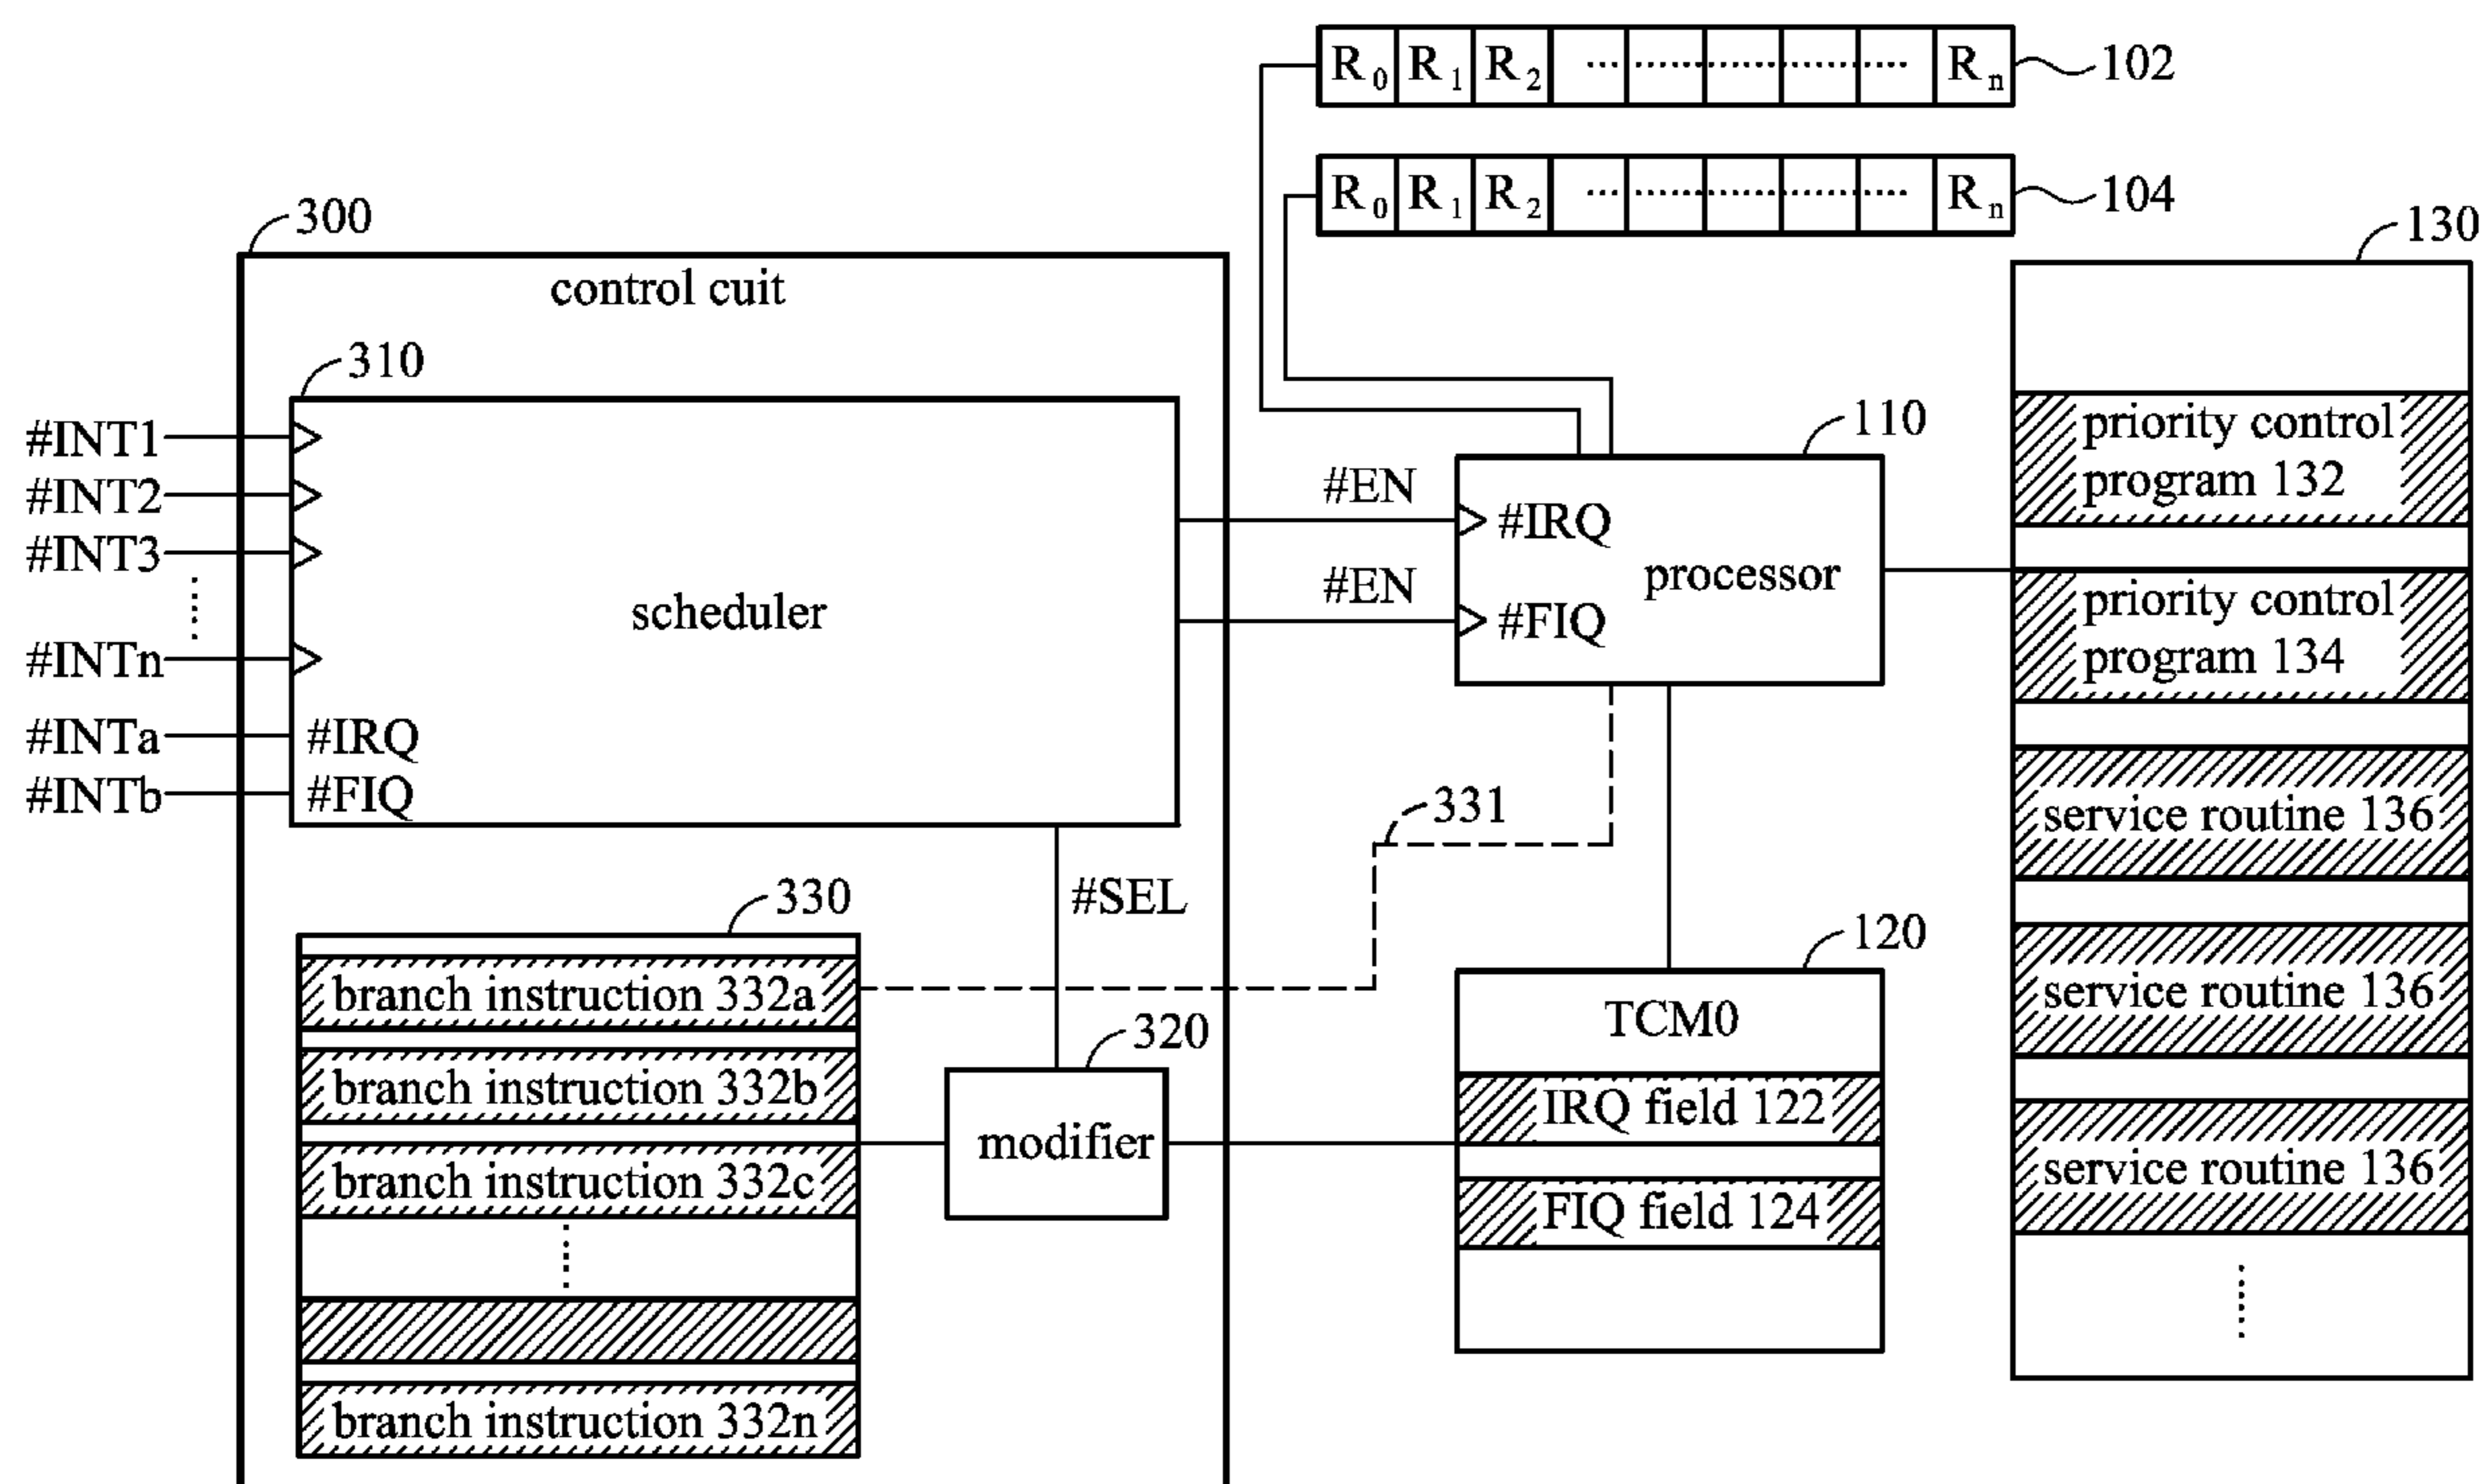 R0 R1 R2 Rn 102
R0 R1 R2 Rn 104
300
control cuit
130
310
#INT1
#INT2
#INT3
#INTn
#INTa
#INTb
#IRQ
#FIQ
scheduler
#EN
#EN
110
#IRQ
#FIQ
processor
priority control
program 132
priority control
program 134
service routine 136
service routine 136
service routine 136
331
#SEL
330
branch instruction 332a
branch instruction 332b
branch instruction 332c
branch instruction 332n
320
modifier
120
TCM0
IRQ field 122
FIQ field 124